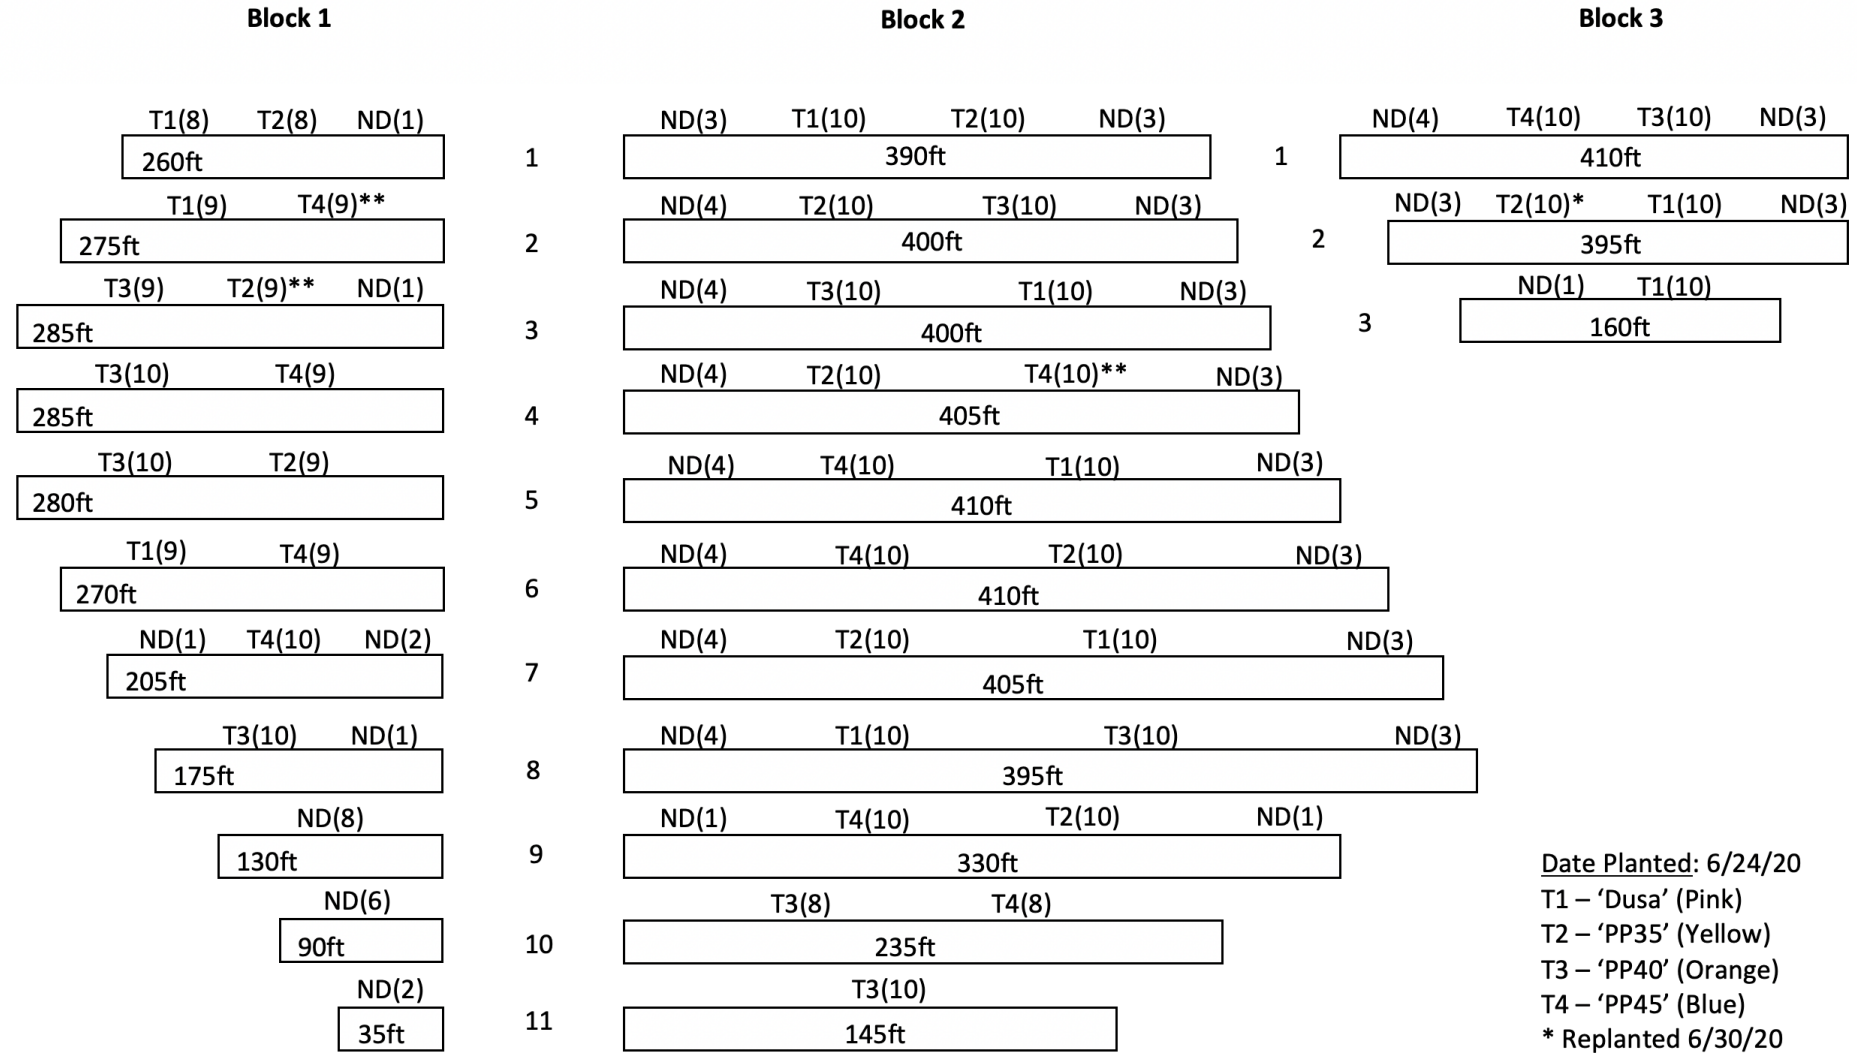 Block 1 Block 2 Block 3
T1(8) T2(8) ND(1) ND(3) T1(10) T2(10) ND(3) ND(4) T4(10) T3(10) ND(3)
260ft 1 390ft 1 410ft
T1(9) T4(9)** ND(4) T2(10) T3(10) ND(3) ND(3) T2(10)* T1(10) ND(3)
275ft 2 400ft 2 395ft
T3(9) T2(9)** ND(1) ND(4) T3(10) T1(10) ND(3) ND(1) T1(10)
285ft 3 400ft 3 160ft
T3(10) T4(9) ND(4) T2(10) T4(10)** ND(3)
285ft 4 405ft
T3(10) T2(9) ND(4) T4(10) T1(10) ND(3)
280ft 5 410ft
T1(9) T4(9) ND(4) T4(10) T2(10) ND(3)
270ft 6 410ft
ND(1) T4(10) ND(2) ND(4) T2(10) T1(10) ND(3)
205ft 7 405ft
T3(10) ND(1) ND(4) T1(10) T3(10) ND(3)
175ft 8 395ft
ND(8) ND(1) T4(10) T2(10) ND(1)
130ft 9 330ft
ND(6) T3(8) T4(8)
90ft 10 235ft
ND(2) T3(10)
35ft 11 145ft
Date Planted: 6/24/20
T1 – ‘Dusa’ (Pink)
T2 – ‘PP35’ (Yellow)
T3 – ‘PP40’ (Orange)
T4 – ‘PP45’ (Blue)
* Replanted 6/30/20